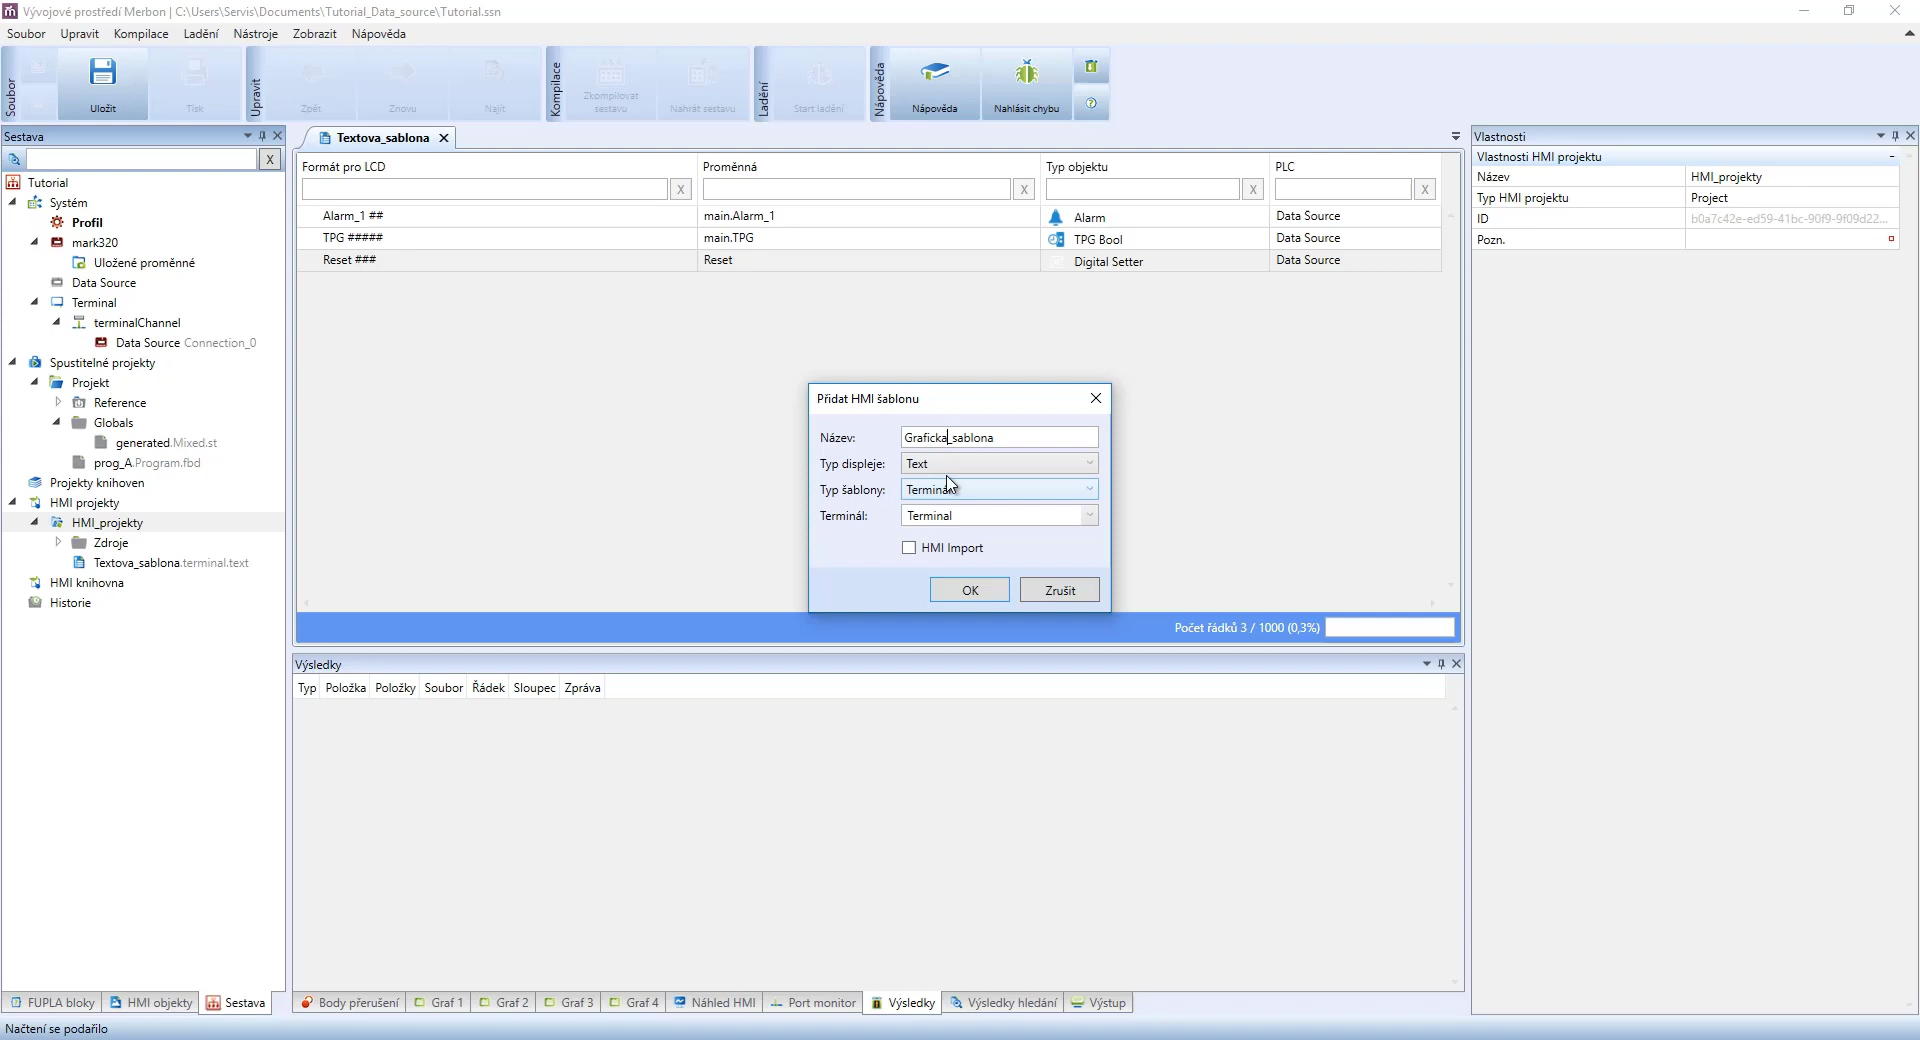 Vývojové prostředí Merbon | C:\Users\Servis\Documents\Tutorial_Data_source\Tutorial.ssn
Soubor Upravit Kompilace Ladění Nástroje Zobrazit Nápověda
Soubor
Uložit
Tisk
Upravit
Zpět
Znovu
Najít
Kompilace
Zkompilovat sestavu
Nahrát sestavu
Ladění
Start ladění
Nápověda
Nápověda
Nahlásit chybu
Sestava
X
Tutorial
Systém
Profil
mark320
Uložené proměnné
Data Source
Terminal
terminalChannel
Data Source Connection_0
Spustitelné projekty
Projekt
Reference
Globals
generated.Mixed.st
prog_A.Program.fbd
Projekty knihoven
HMI projekty
HMI_projekty
Zdroje
Textova_sablona.terminal.text
HMI knihovna
Historie
FUPLA bloky HMI objekty Sestava
Textova_sablona
Formát pro LCD Proměnná Typ objektu PLC
X X X X
Alarm_1 ## main.Alarm_1 Alarm Data Source
TPG ##### main.TPG TPG Bool Data Source
Reset ### Reset Digital Setter Data Source
Počet řádků 3 / 1000 (0,3%)
Přidat HMI šablonu
Název: Graficka_sablona
Typ displeje: Text
Typ šablony: Terminál
Terminál: Terminal
HMI Import
OK Zrušit
Výsledky
Typ Položka Položky Soubor Řádek Sloupec Zpráva
Body přerušení Graf 1 Graf 2 Graf 3 Graf 4 Náhled HMI Port monitor Výsledky Výsledky hledání Výstup
Vlastnosti
Vlastnosti HMI projektu
Název HMI_projekty
Typ HMI projektu Project
ID b0a7c42e-ed59-41bc-90f9-9f09d22...
Pozn.
Načtení se podařilo